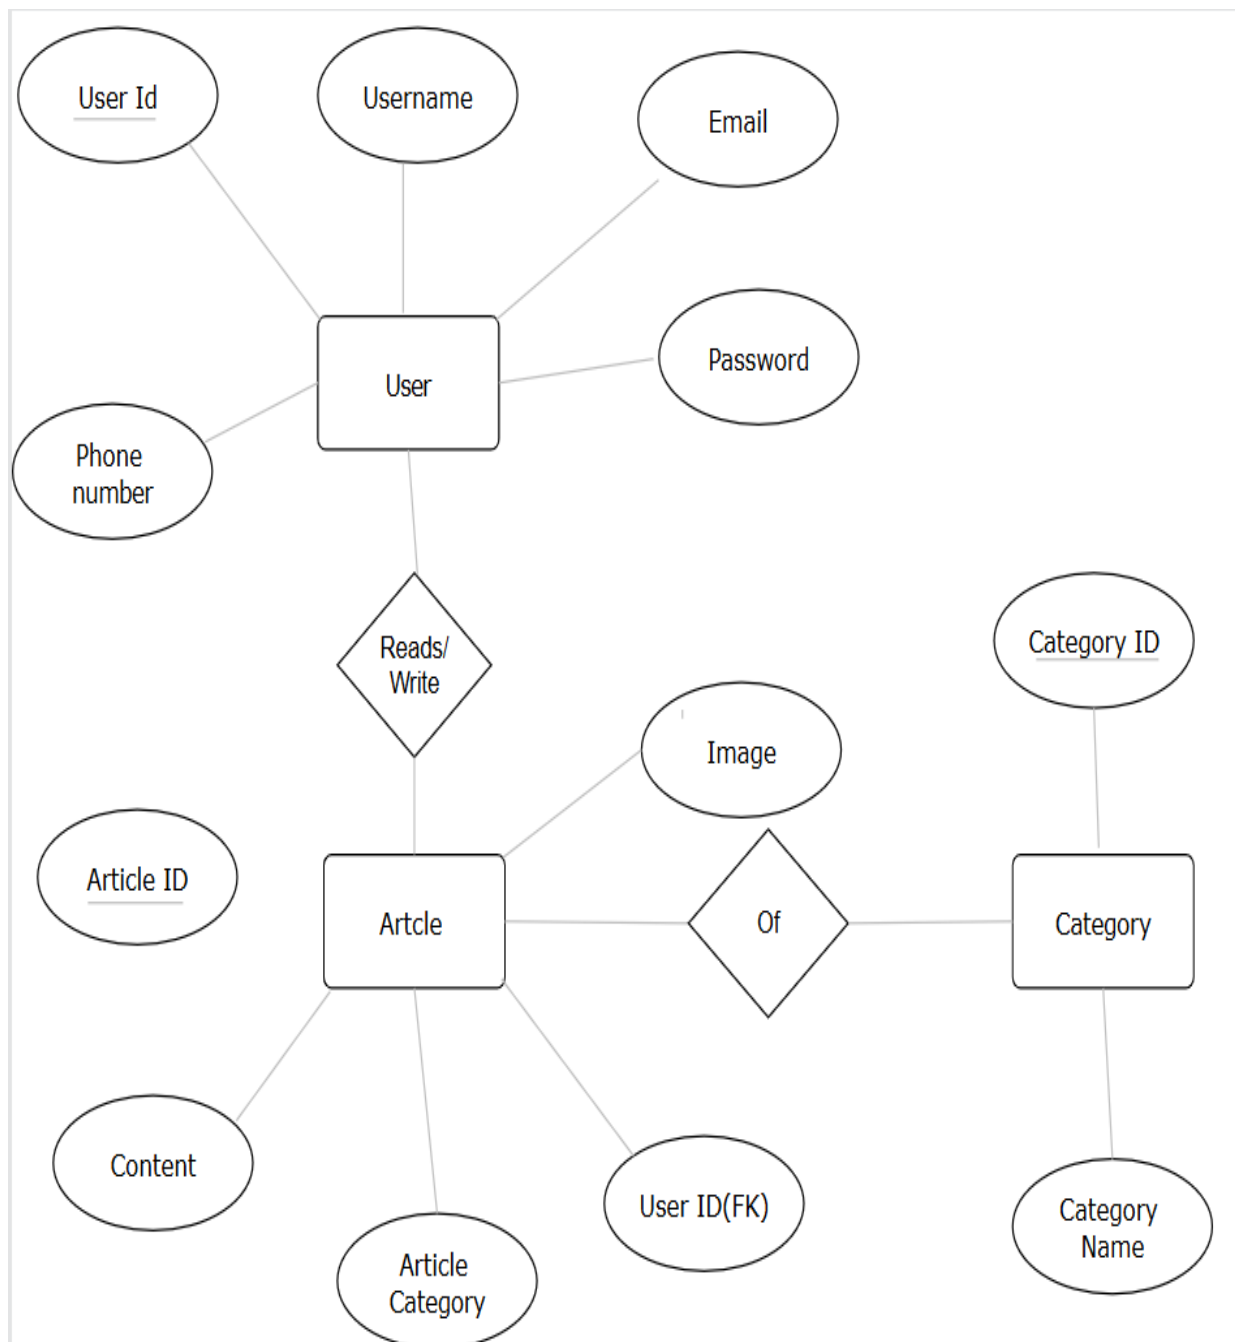 User Id
Username
Email
Password
User
Phone
number
Reads/
Write
Category ID
Image
Article ID
Artcle
Of
Category
Content
User ID(FK)
Article
Category
Category
Name